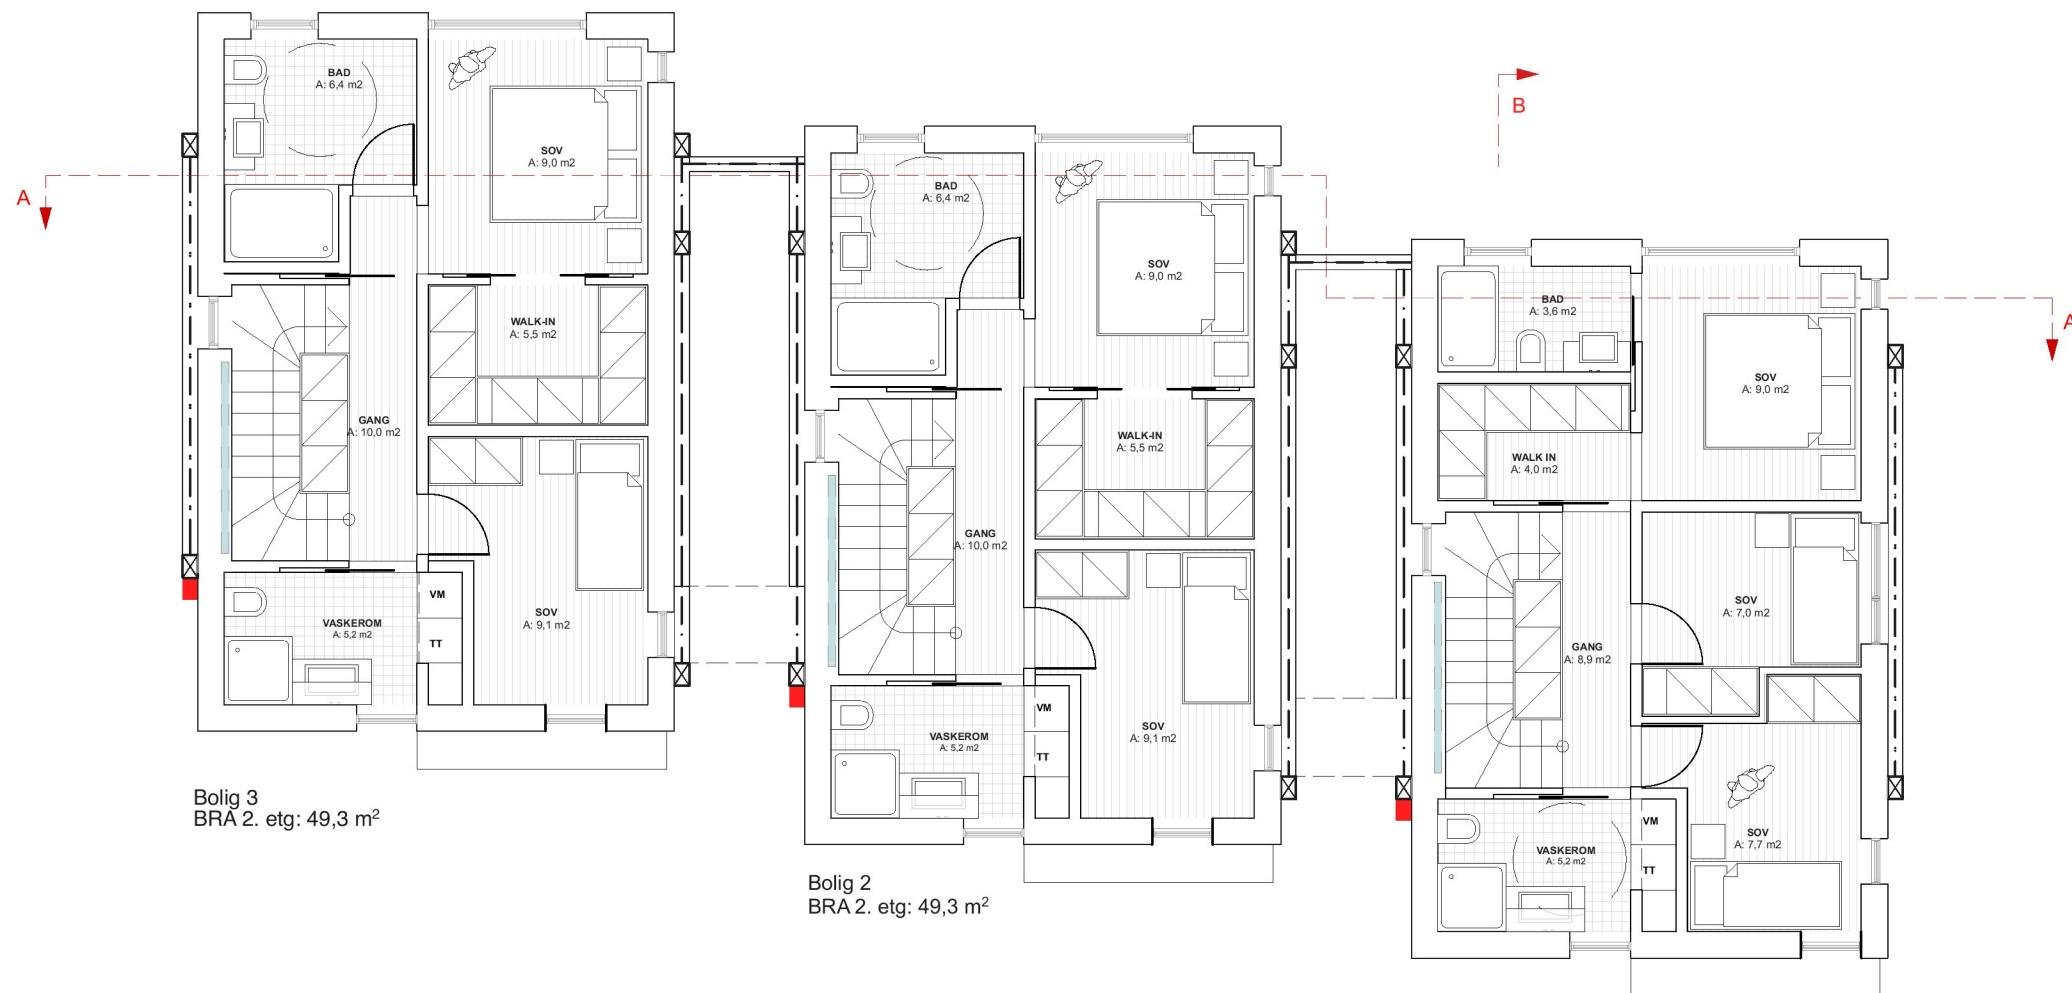 BAD
A: 6,4 m2
SOV
A: 9,0 m2
WALK-IN
A: 5,5 m2
GANG
A: 10,0 m2
VM
TT
SOV
A: 9,1 m2
VASKEROM
A: 5,2 m2
Bolig 3
BRA 2. etg: 49,3 m²
A
BAD
A: 6,4 m2
SOV
A: 9,0 m2
WALK-IN
A: 5,5 m2
GANG
A: 10,0 m2
VM
TT
SOV
A: 9,1 m2
VASKEROM
A: 5,2 m2
Bolig 2
BRA 2. etg: 49,3 m²
B
A
BAD
A: 3,6 m2
SOV
A: 9,0 m2
WALK IN
A: 4,0 m2
SOV
A: 7,0 m2
GANG
A: 8,9 m2
VM
TT
SOV
A: 7,7 m2
VASKEROM
A: 5,2 m2